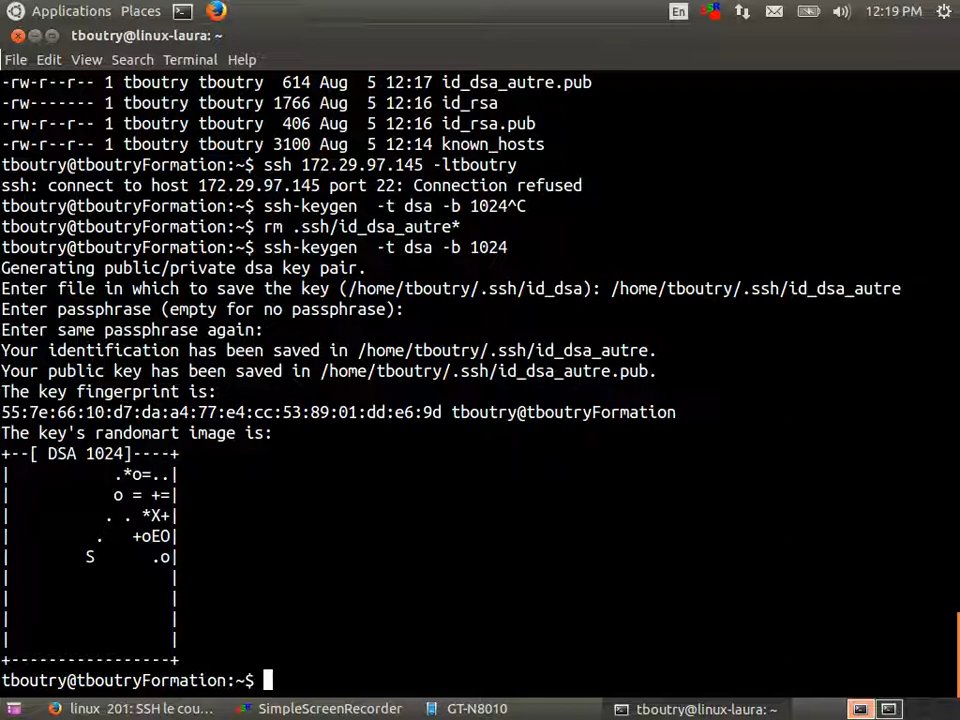 Applications Places En 12:19 PM
tboutry@linux-laura: ~
File Edit View Search Terminal Help
-rw-r--r-- 1 tboutry tboutry  614 Aug  5 12:17 id_dsa_autre.pub
-rw------- 1 tboutry tboutry 1766 Aug  5 12:16 id_rsa
-rw-r--r-- 1 tboutry tboutry  406 Aug  5 12:16 id_rsa.pub
-rw-r--r-- 1 tboutry tboutry 3100 Aug  5 12:14 known_hosts
tboutry@tboutryFormation:~$ ssh 172.29.97.145 -ltboutry
ssh: connect to host 172.29.97.145 port 22: Connection refused
tboutry@tboutryFormation:~$ ssh-keygen  -t dsa -b 1024^C
tboutry@tboutryFormation:~$ rm .ssh/id_dsa_autre*
tboutry@tboutryFormation:~$ ssh-keygen  -t dsa -b 1024
Generating public/private dsa key pair.
Enter file in which to save the key (/home/tboutry/.ssh/id_dsa): /home/tboutry/.ssh/id_dsa_autre
Enter passphrase (empty for no passphrase):
Enter same passphrase again:
Your identification has been saved in /home/tboutry/.ssh/id_dsa_autre.
Your public key has been saved in /home/tboutry/.ssh/id_dsa_autre.pub.
The key fingerprint is:
55:7e:66:10:d7:da:a4:77:e4:cc:53:89:01:dd:e6:9d tboutry@tboutryFormation
The key's randomart image is:
+--[ DSA 1024]----+
|           .*o=..|
|           o = +=|
|          . . *X+|
|         .   +oEO|
|        S      .o|
|                 |
|                 |
|                 |
|                 |
+-----------------+
tboutry@tboutryFormation:~$
linux 201: SSH le cou... SimpleScreenRecorder GT-N8010 tboutry@linux-laura: ~